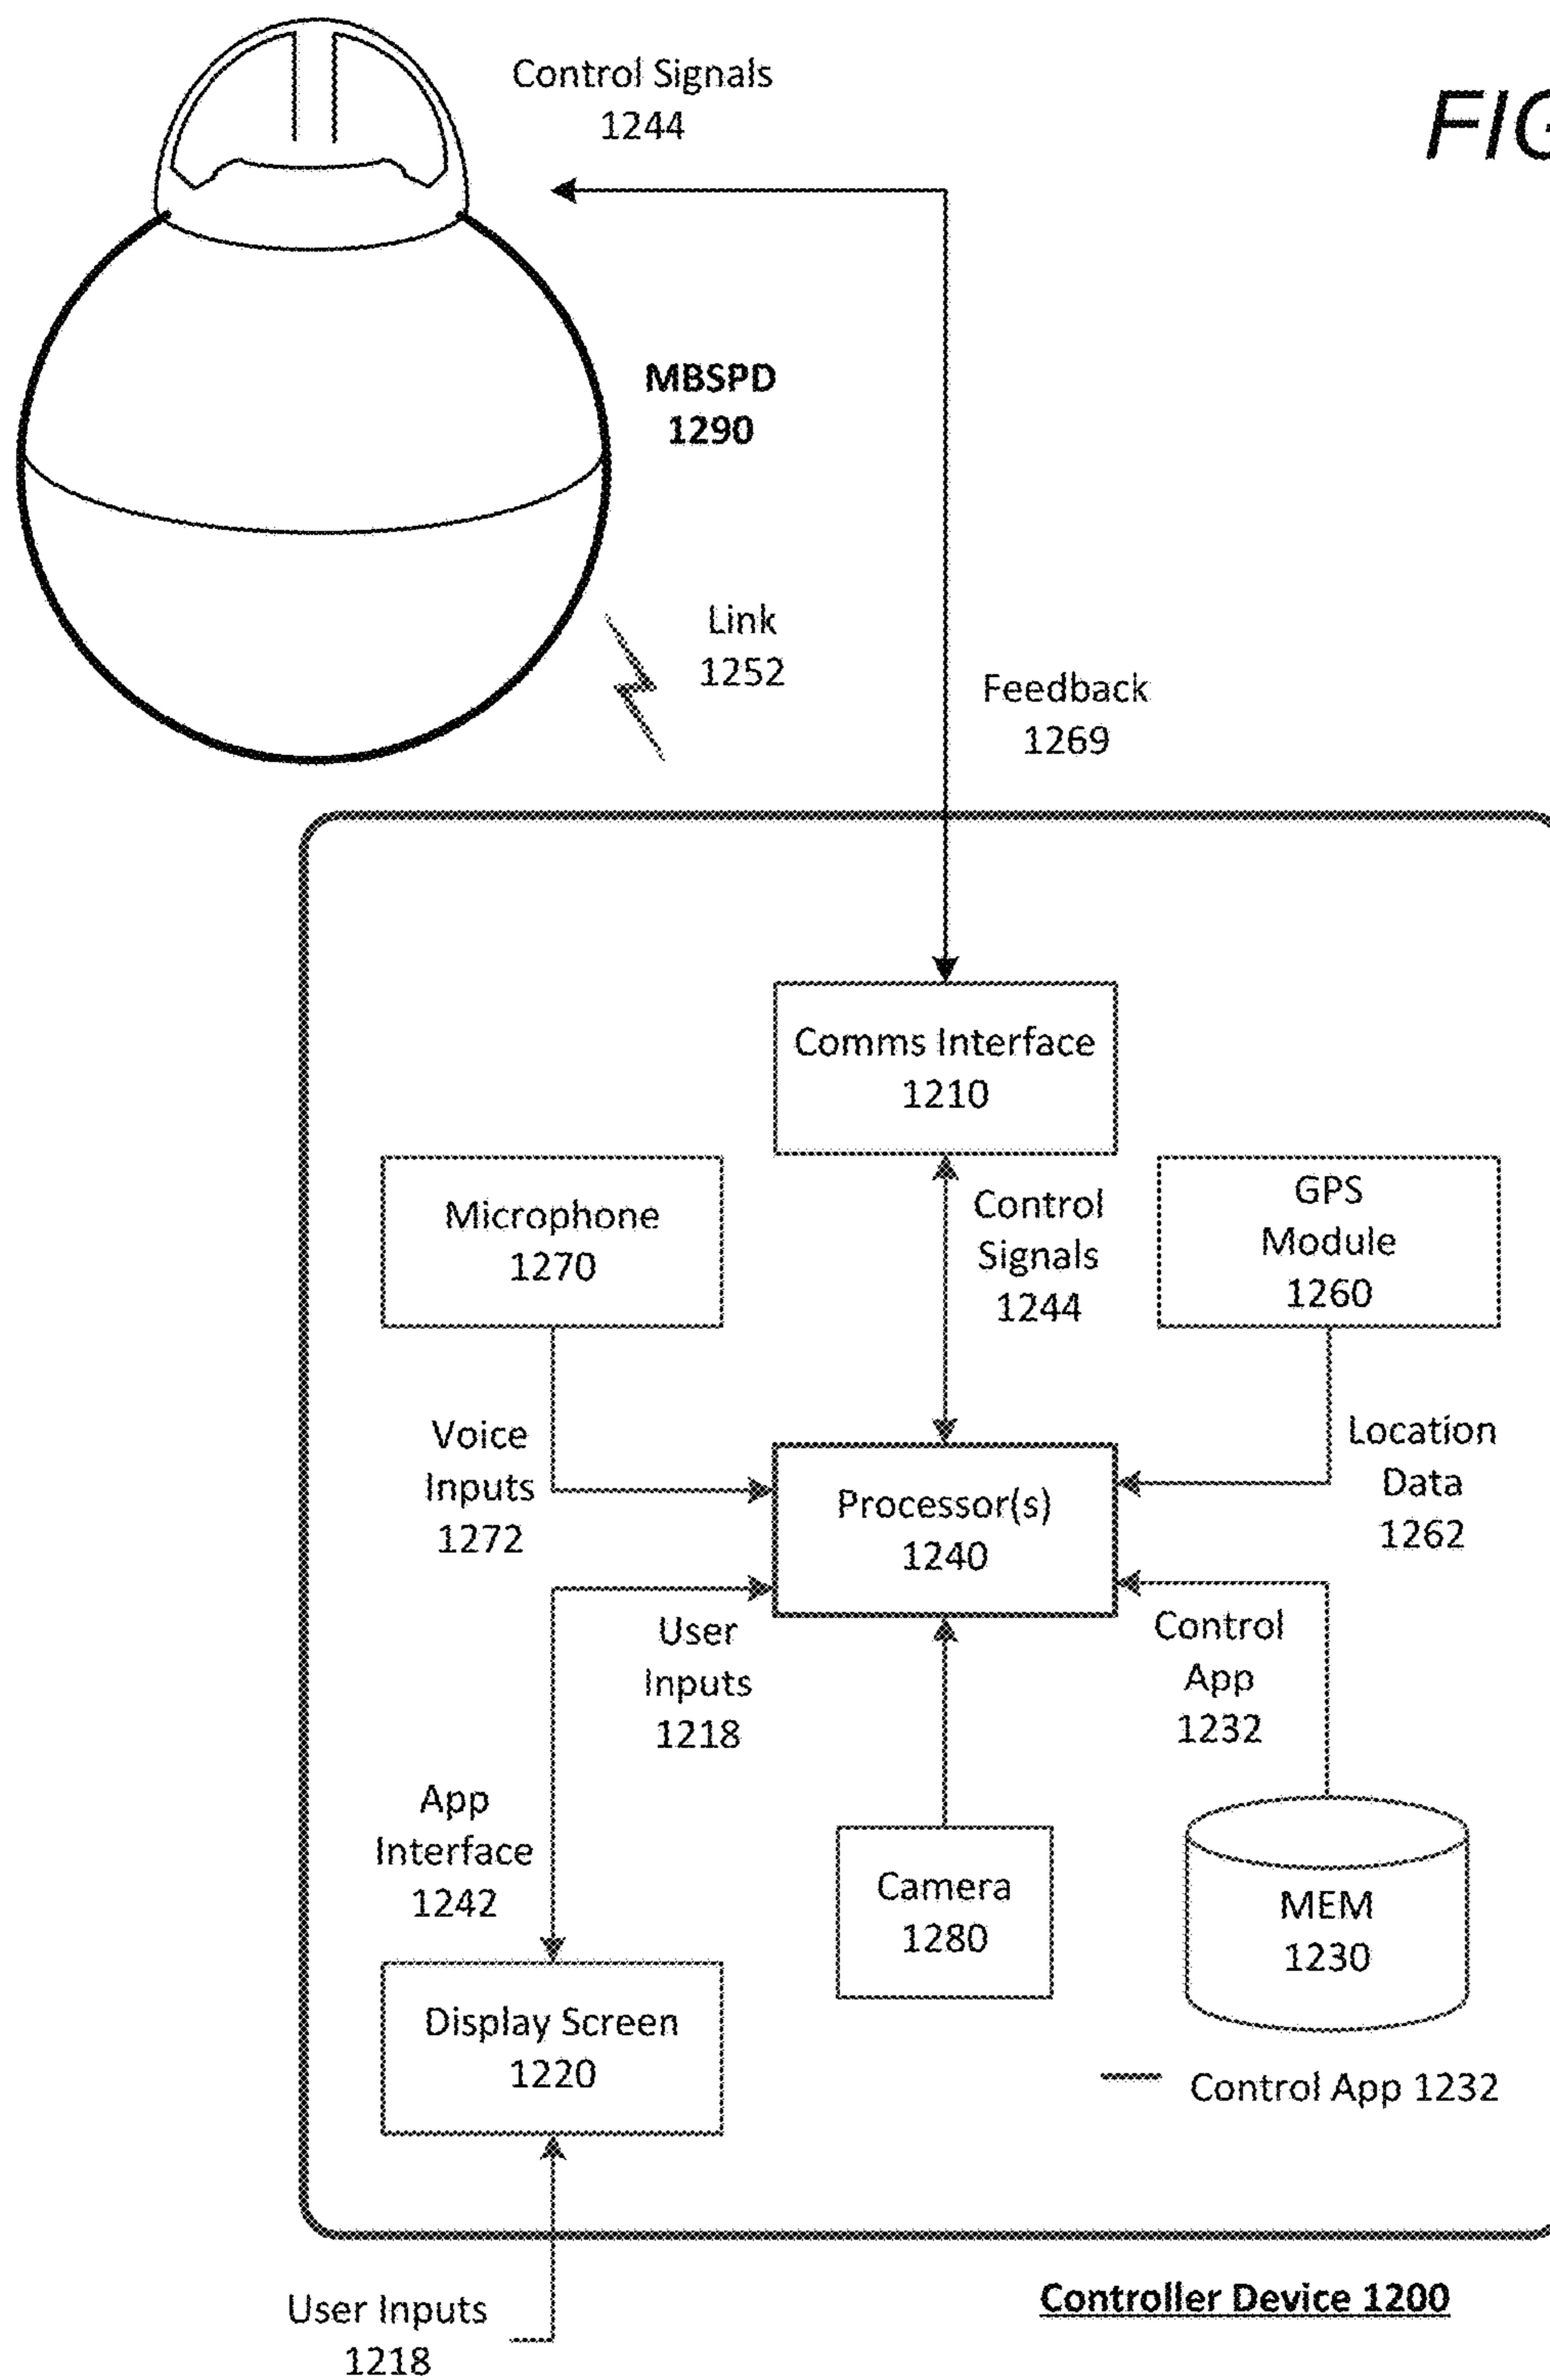 Control Signals
1244
FIG
MBSPD
1290
Link
1252
Feedback
1269
Comms Interface
1210
Microphone
1270
Control
Signals
1244
GPS
Module
1260
Voice
Inputs
1272
Processor(s)
1240
Location
Data
1262
User
Inputs
1218
Control
App
1232
App
Interface
1242
Camera
1280
MEM
1230
Display Screen
1220
Control App 1232
Controller Device 1200
User Inputs
1218